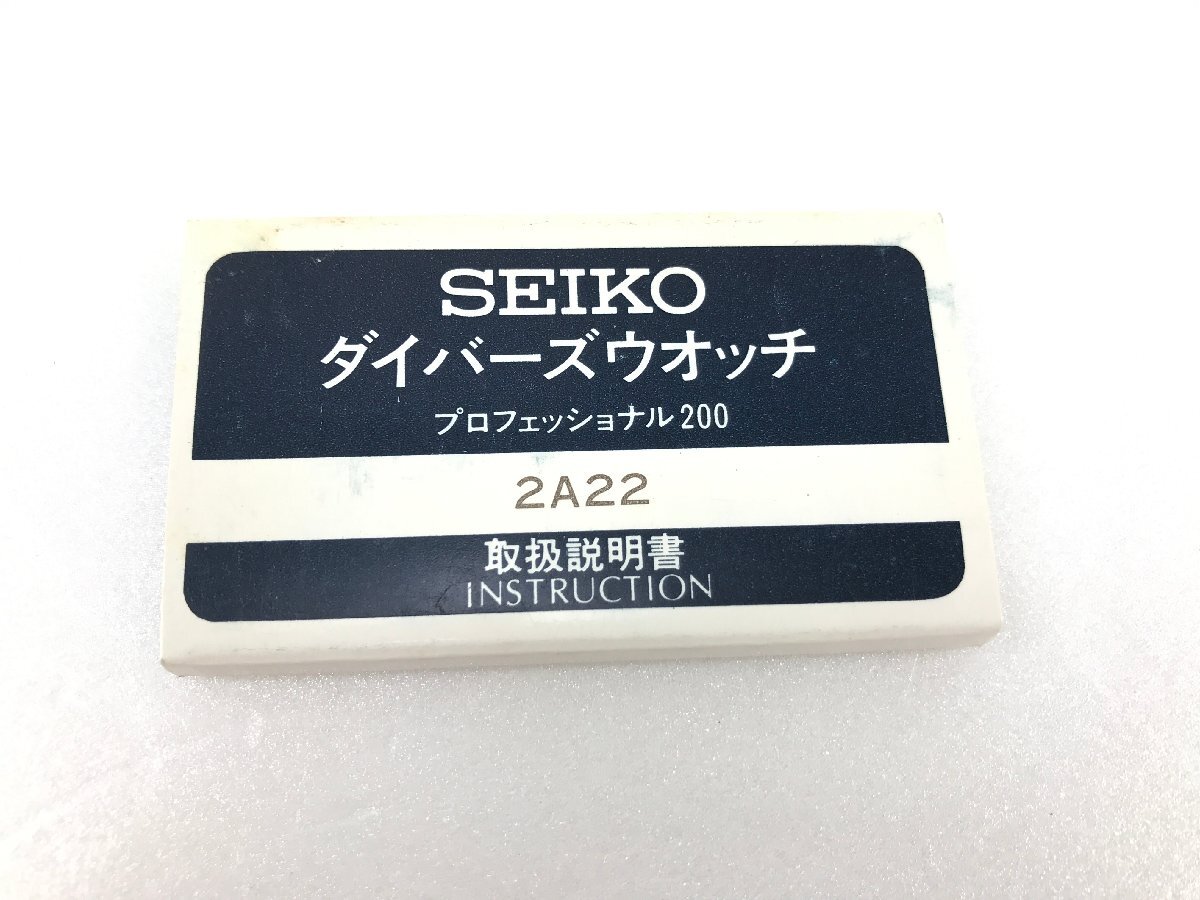 SEIKO
ダイバーズウオッチ
プロフェッショナル200
2A22
取扱説明書
INSTRUCTION